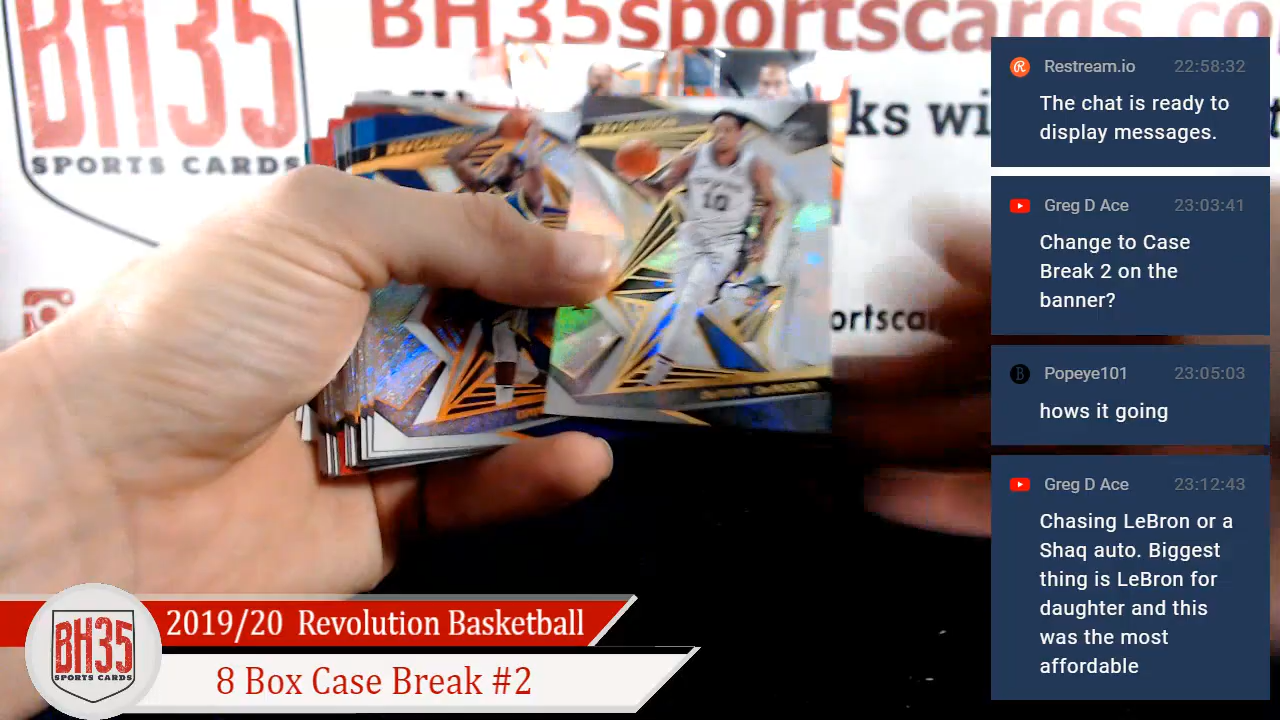 BH35
SPORTS CARDS
BH35sportscards.co
ks wi
ortscar
10
Restream.io 22:58:32
The chat is ready to
display messages.
Greg D Ace 23:03:41
Change to Case
Break 2 on the
banner?
Popeye101 23:05:03
hows it going
Greg D Ace 23:12:43
Chasing LeBron or a
Shaq auto. Biggest
thing is LeBron for
daughter and this
was the most
affordable
BH35
SPORTS CARDS
2019/20 Revolution Basketball
8 Box Case Break #2